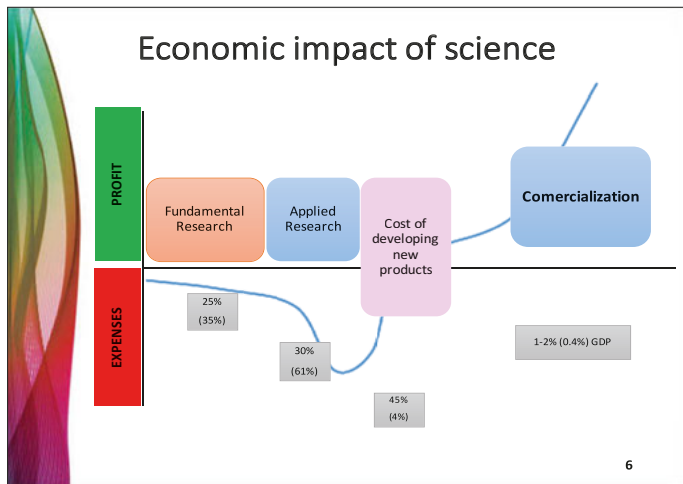 Economic impact of science
PROFIT
Fundamental
Research
Applied
Research
Cost of
developing
new
products
Comercialization
EXPENSES
25%
(35%)
30%
(61%)
45%
(4%)
1-2% (0.4%) GDP
6